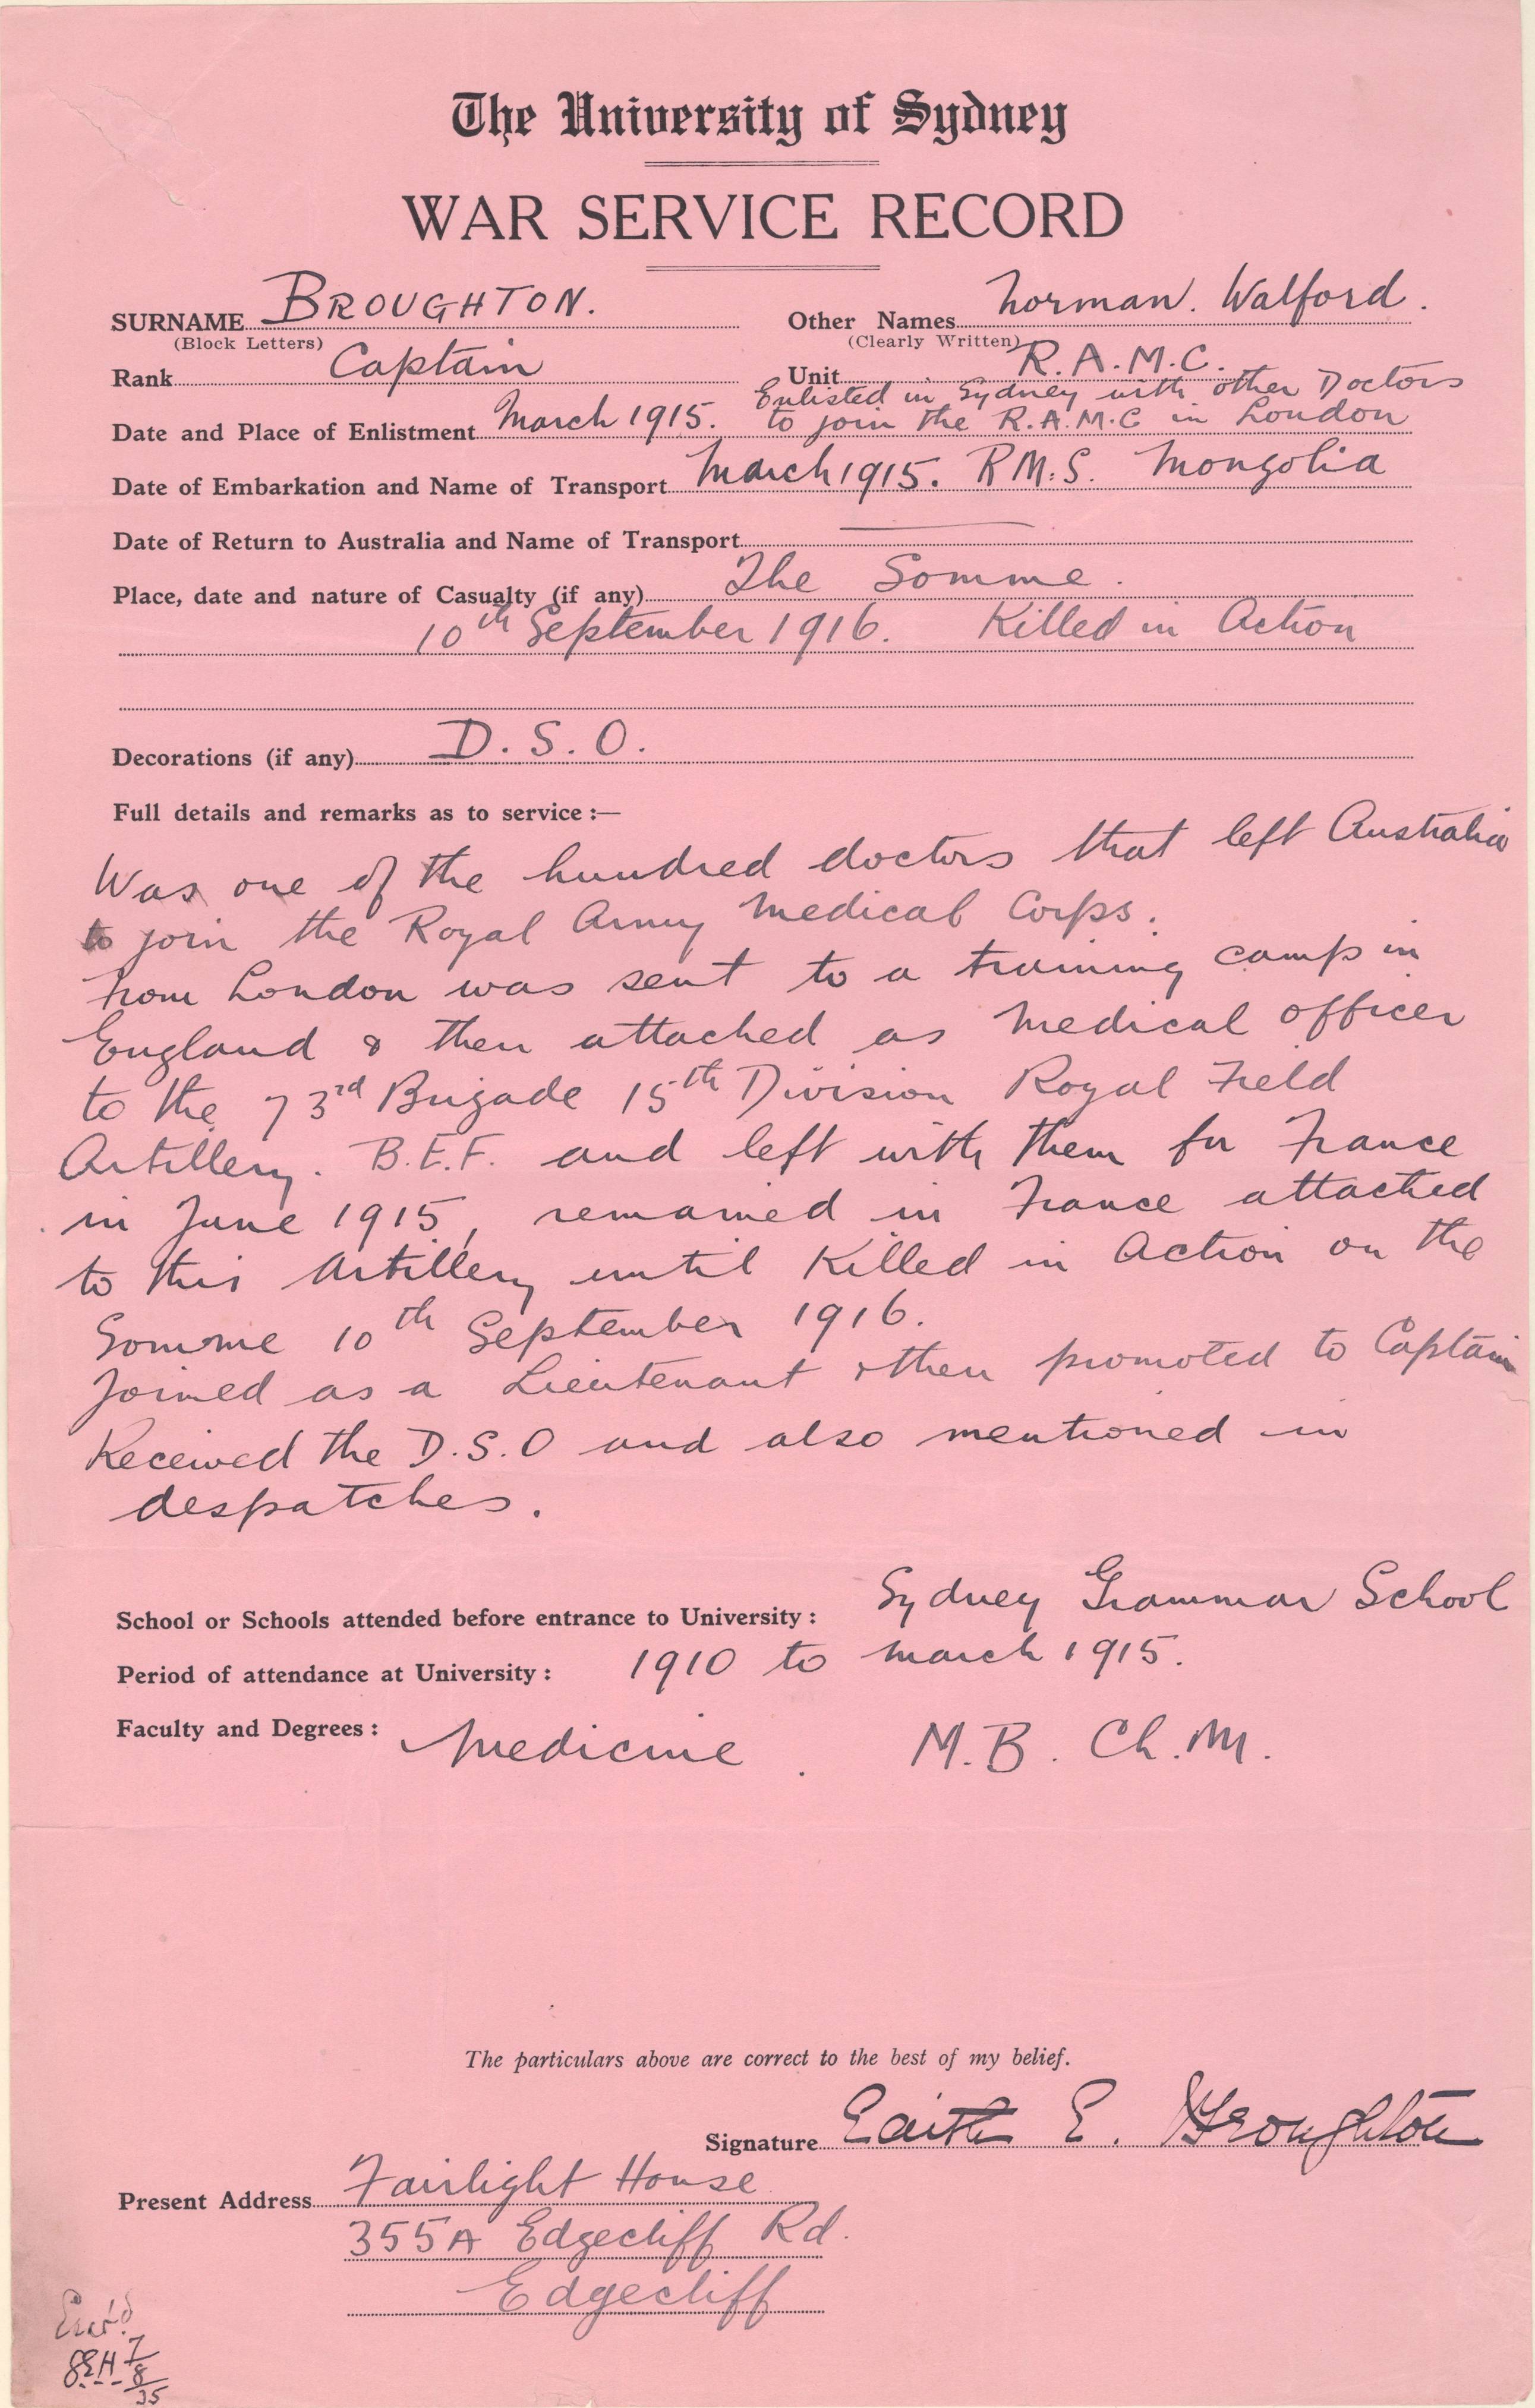 The University of Sydney
WAR SERVICE RECORD
SURNAME BROUGHTON. Other Names Norman. Walford.
(Block Letters) (Clearly Written)
Rank Captain Unit R.A.M.C.
Enlisted in Sydney with other Doctors
Date and Place of Enlistment March 1915. to join the R.A.M.C in London
Date of Embarkation and Name of Transport March 1915. R.M.S. Mongolia
Date of Return to Australia and Name of Transport ———
Place, date and nature of Casualty (if any) The Somme.
10th September 1916. Killed in Action
Decorations (if any) D.S.O.
Full details and remarks as to service:—
Was one of the hundred doctors that left Australia
to join the Royal Army Medical Corps.
From London was sent to a training camp in
England & then attached as Medical officer
to the 73rd Brigade 15th Division Royal Field
Artillery. B.E.F. and left with them for France
in June 1915, remained in France attached
to this Artillery until Killed in Action on the
Somme 10th September 1916.
Joined as a Lieutenant & then promoted to Captain
Received the D.S.O and also mentioned in
despatches.
School or Schools attended before entrance to University: Sydney Grammar School
Period of attendance at University: 1910 to March 1915.
Faculty and Degrees: Medicine. M.B. Ch.M.
The particulars above are correct to the best of my belief.
Signature Edith E. Broughton
Present Address Fairlight House
355A Edgecliff Rd.
Edgecliff
7
8
35